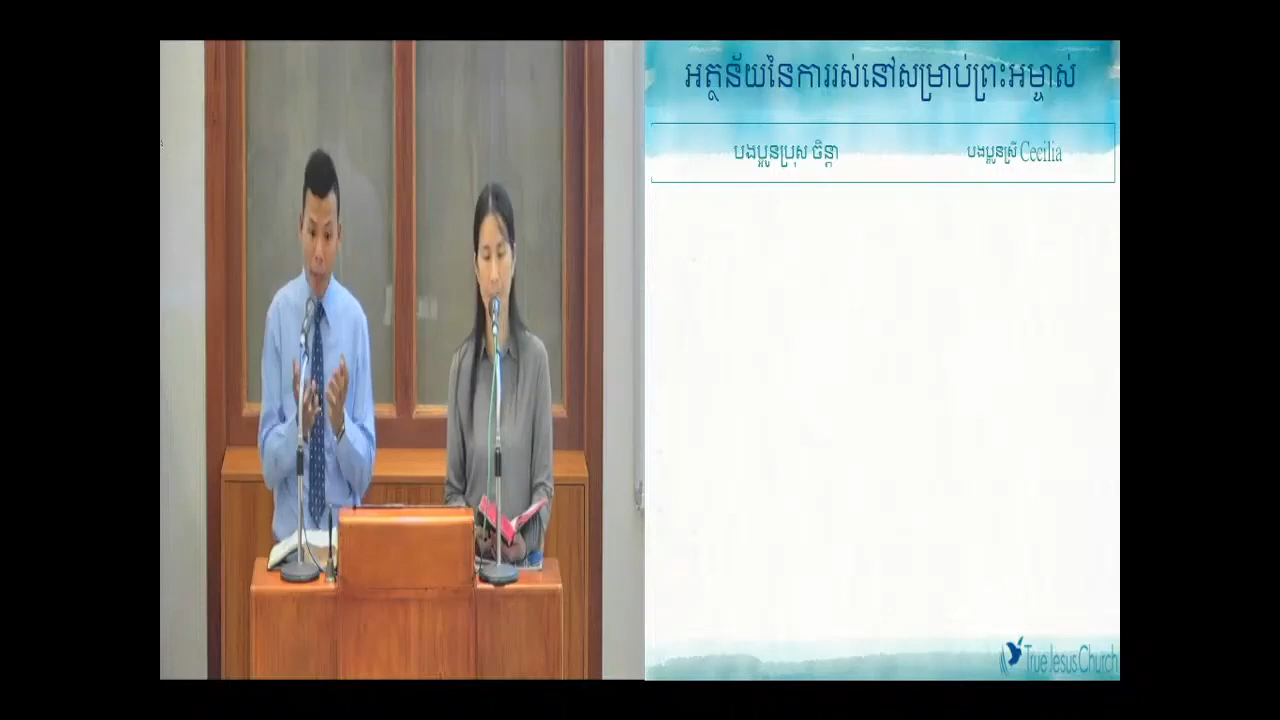 អត្ថន័យនៃការរស់នៅសម្រាប់ព្រះអម្ចាស់
បងប្អូនប្រុស ចិន្តា
បងប្អូនស្រី Cecilia
True Jesus Church